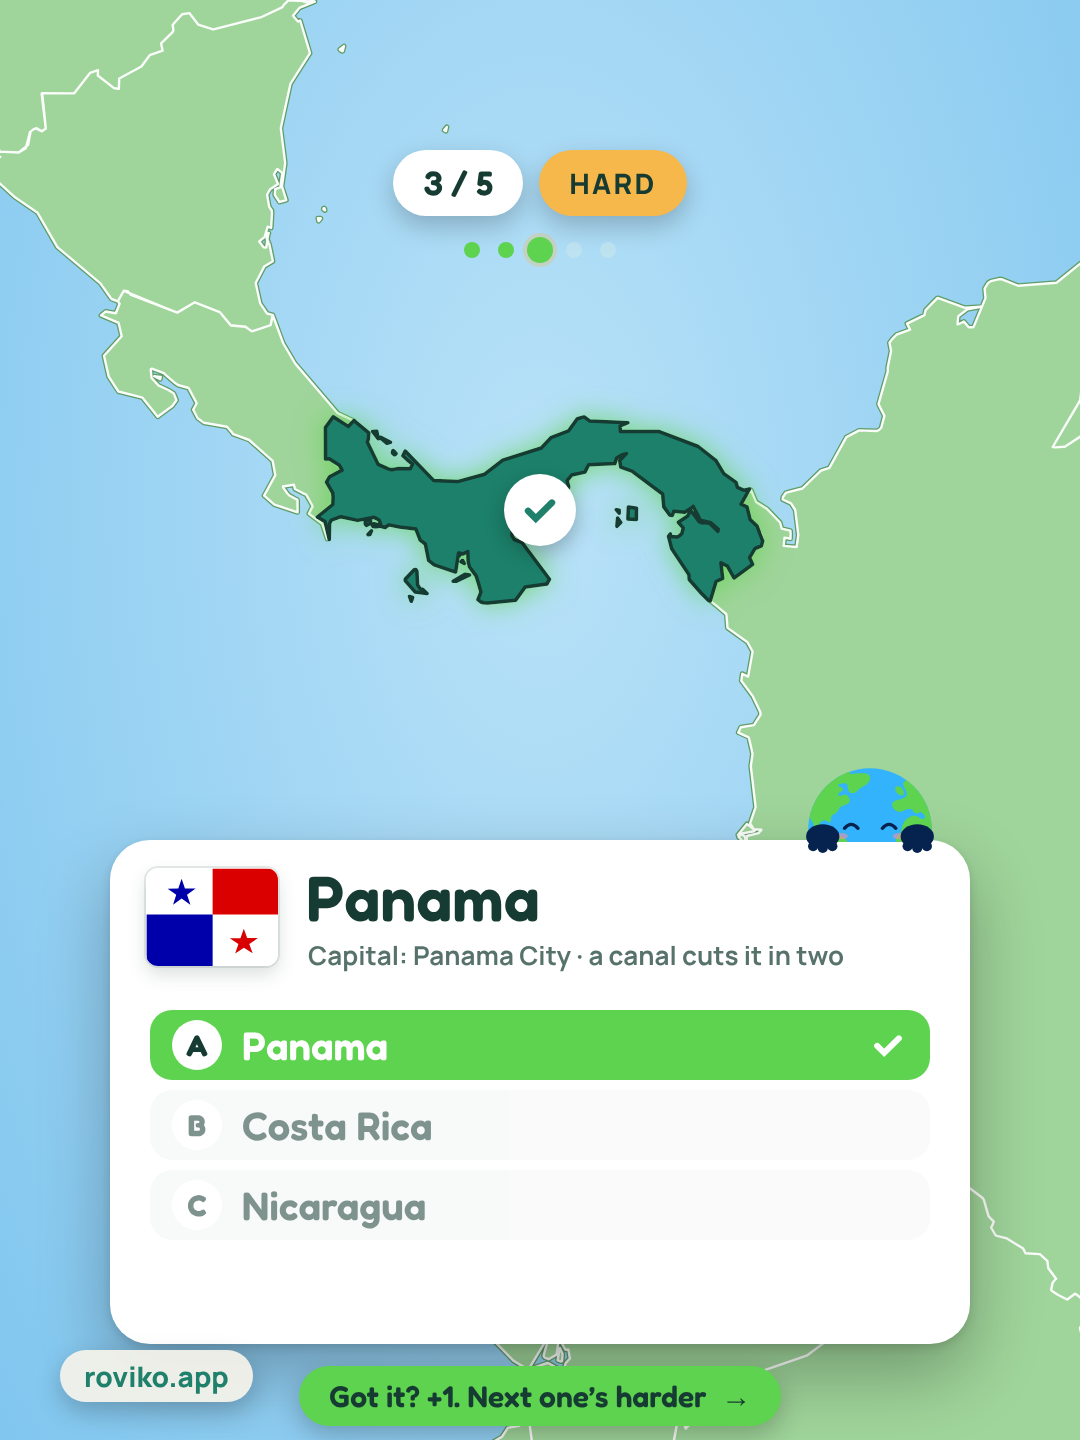 3 / 5
HARD
Panama
Capital: Panama City · a canal cuts it in two
A Panama
B Costa Rica
C Nicaragua
roviko.app
Got it? +1. Next one’s harder →